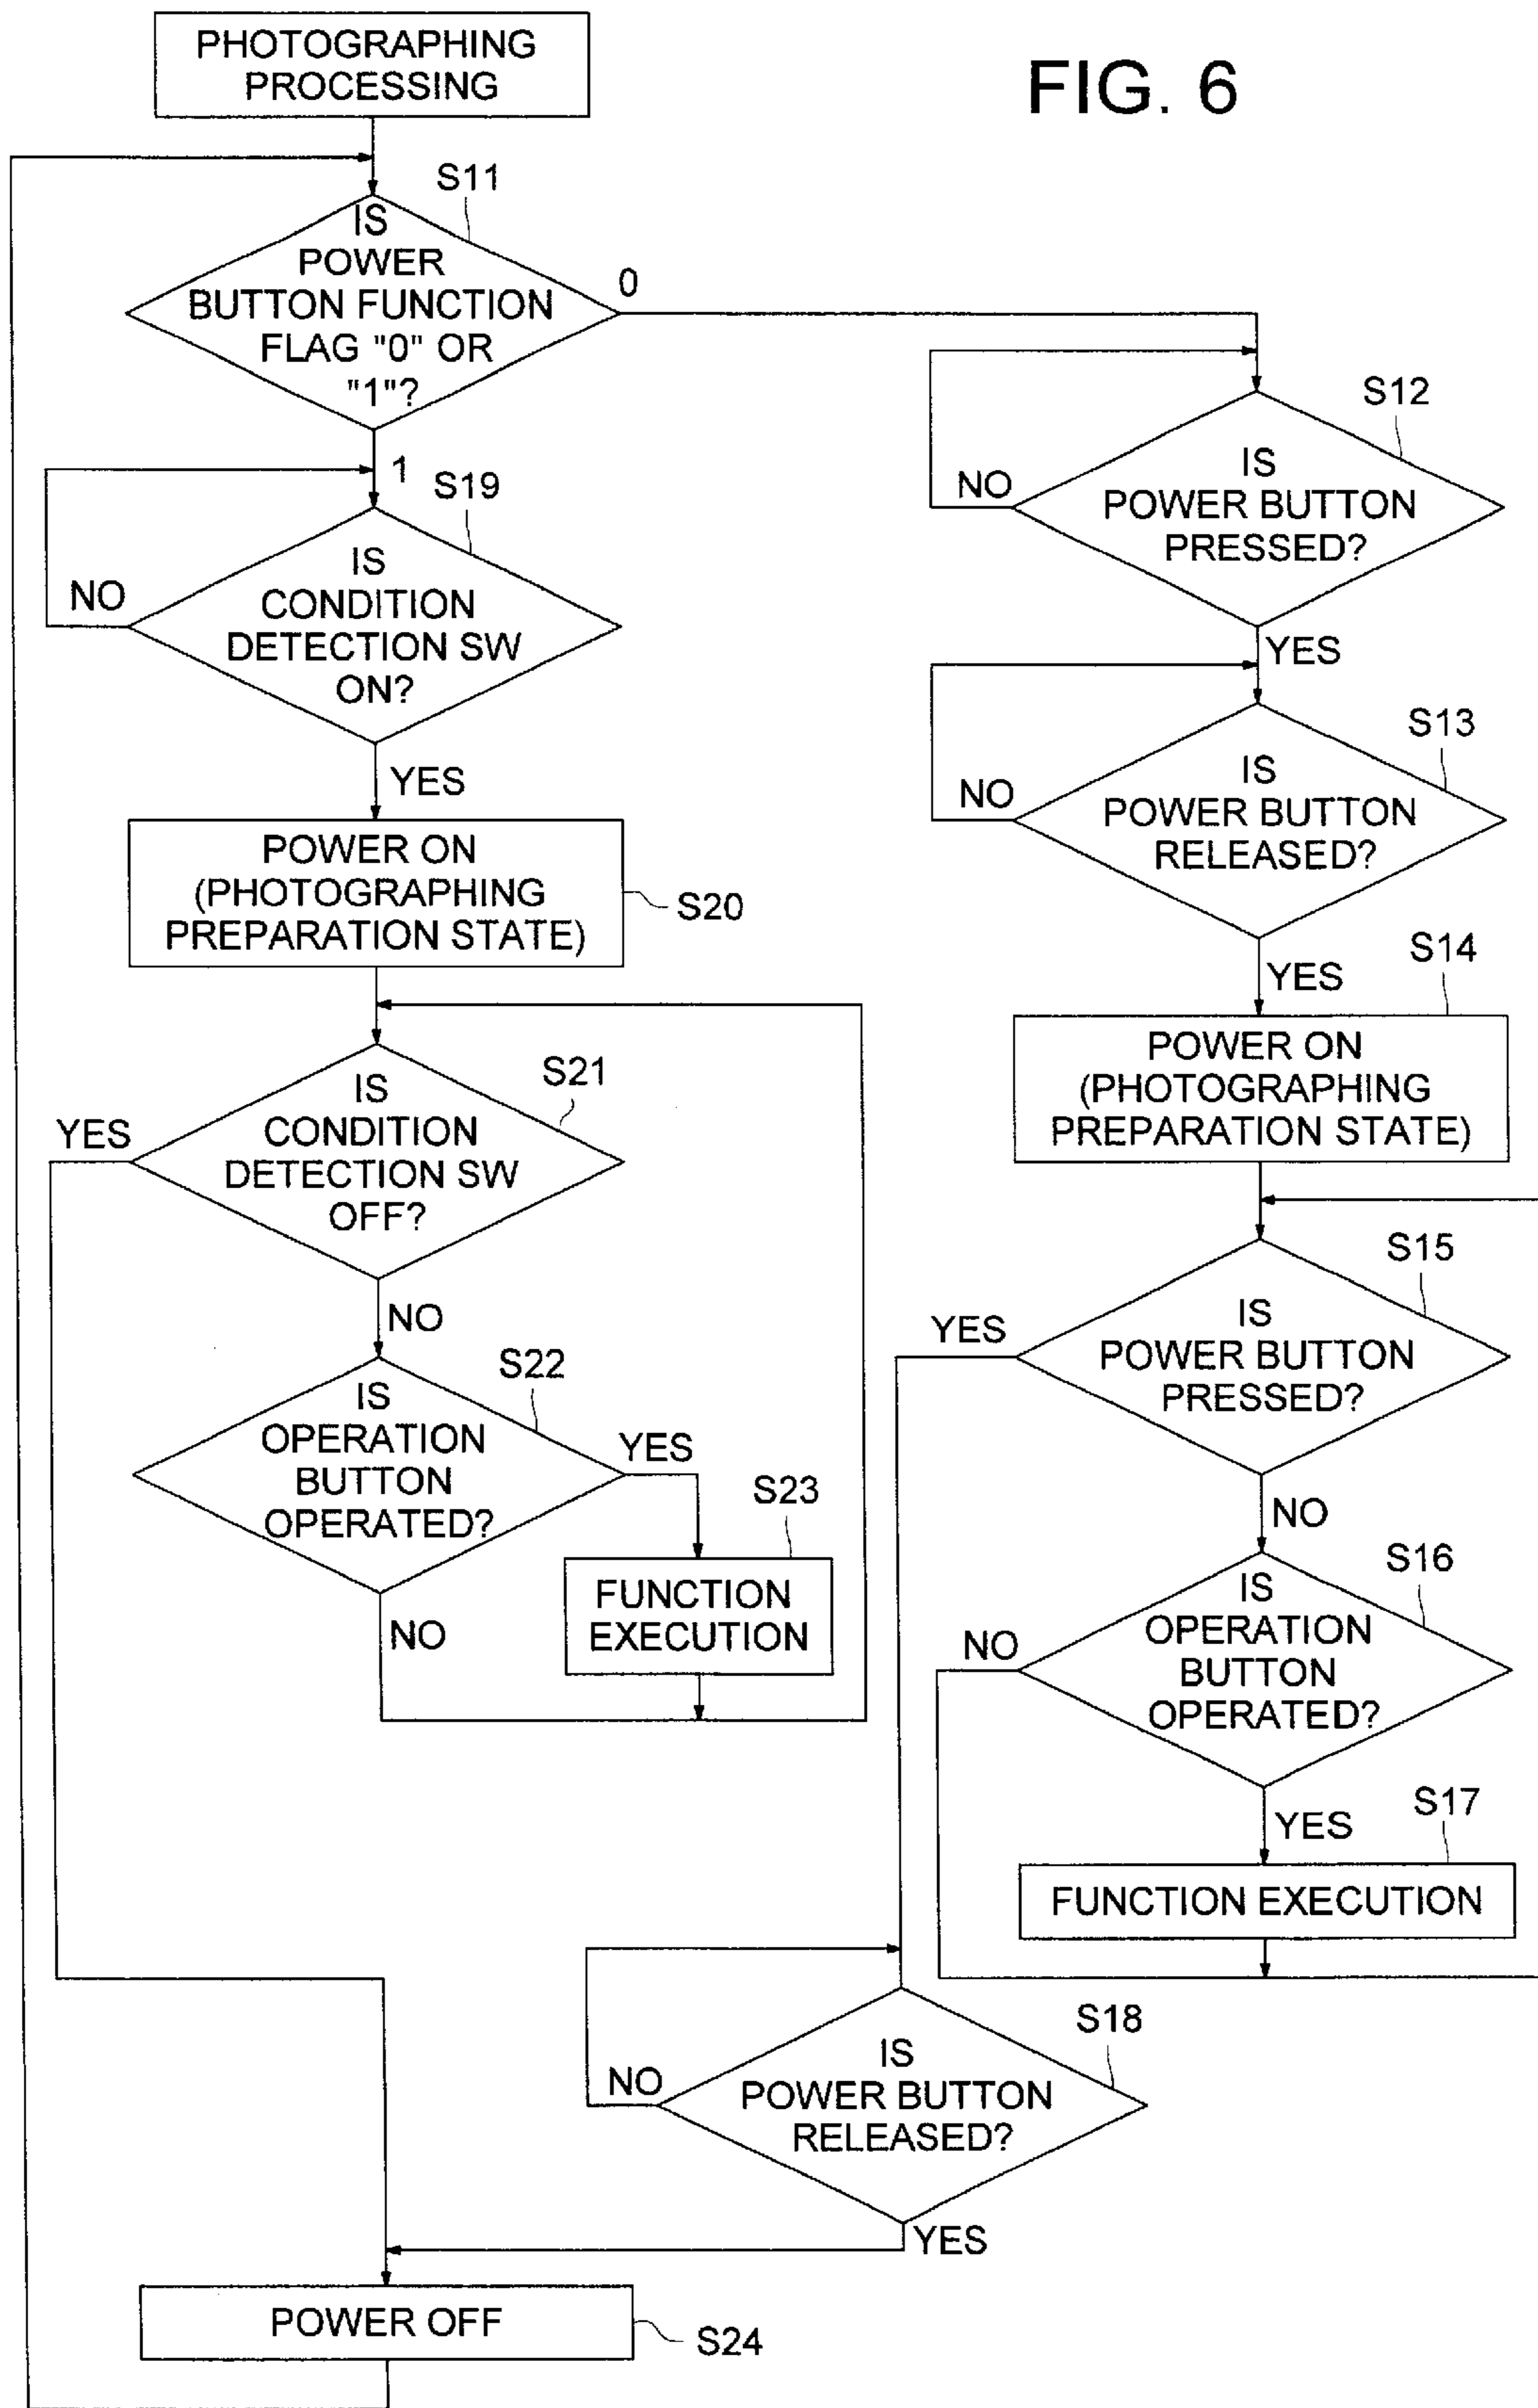 PHOTOGRAPHING
PROCESSING
FIG. 6
S11
IS
POWER
BUTTON FUNCTION
FLAG "0" OR
"1"?
0
1
S19
IS
CONDITION
DETECTION SW
ON?
NO
YES
POWER ON
(PHOTOGRAPHING
PREPARATION STATE)
S20
S21
IS
CONDITION
DETECTION SW
OFF?
YES
NO
S22
IS
OPERATION
BUTTON
OPERATED?
YES
NO
S23
FUNCTION
EXECUTION
S12
IS
POWER BUTTON
PRESSED?
NO
YES
S13
IS
POWER BUTTON
RELEASED?
NO
YES
S14
POWER ON
(PHOTOGRAPHING
PREPARATION STATE)
S15
IS
POWER BUTTON
PRESSED?
YES
NO
S16
IS
OPERATION
BUTTON
OPERATED?
NO
YES
S17
FUNCTION EXECUTION
S18
IS
POWER BUTTON
RELEASED?
NO
YES
POWER OFF
S24